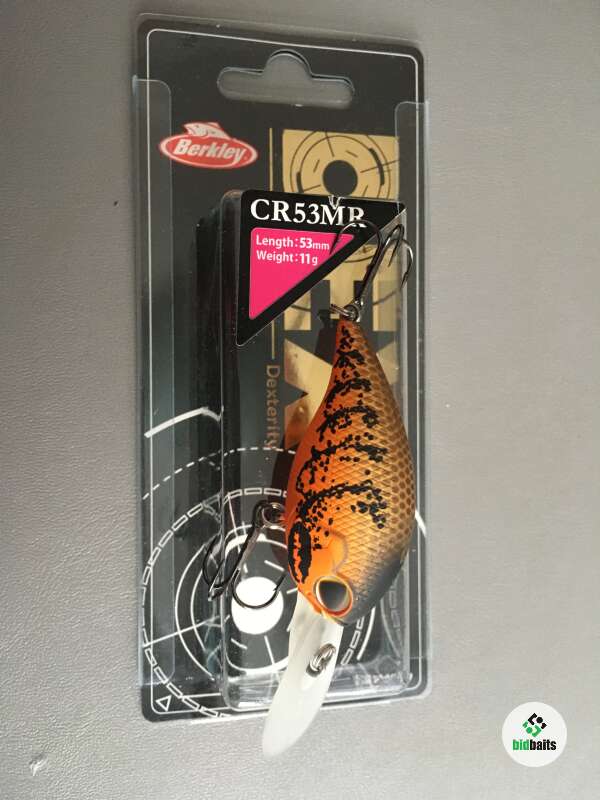 Berkley
CR53MR
Length:53mm
Weight:11g
Dexterity
bidbaits